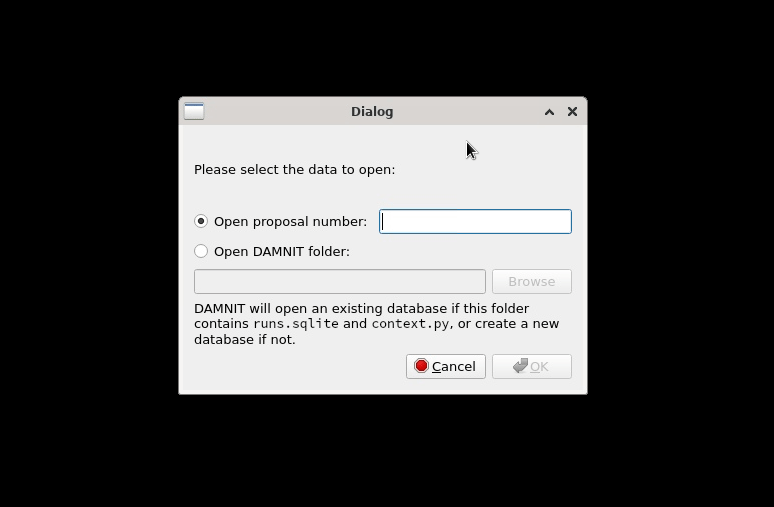 Dialog
Please select the data to open:
Open proposal number:
Open DAMNIT folder:
Browse
DAMNIT will open an existing database if this folder
contains runs.sqlite and context.py, or create a new
database if not.
Cancel OK